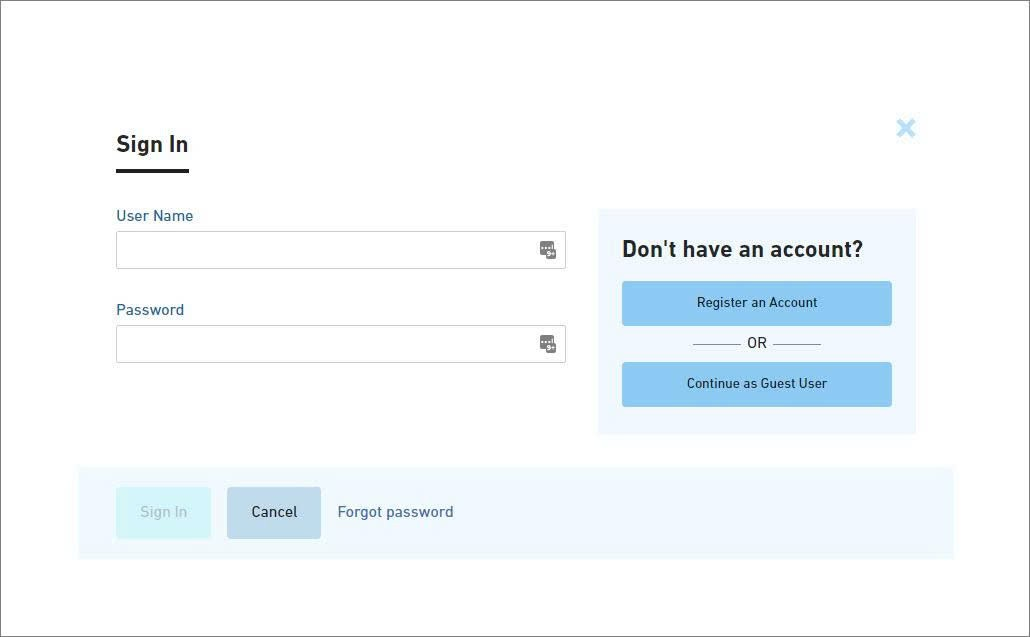 Sign In
User Name
Password
Don't have an account?
Register an Account
OR
Continue as Guest User
Sign In
Cancel
Forgot password